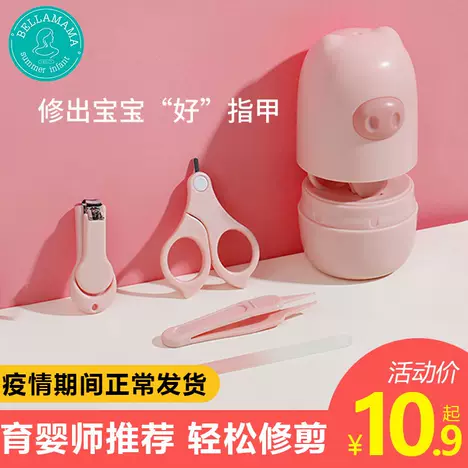 BELLAMAMA
summer infant
修出宝宝“好”指甲
疫情期间正常发货
育婴师推荐 轻松修剪
活动价
¥10.9起